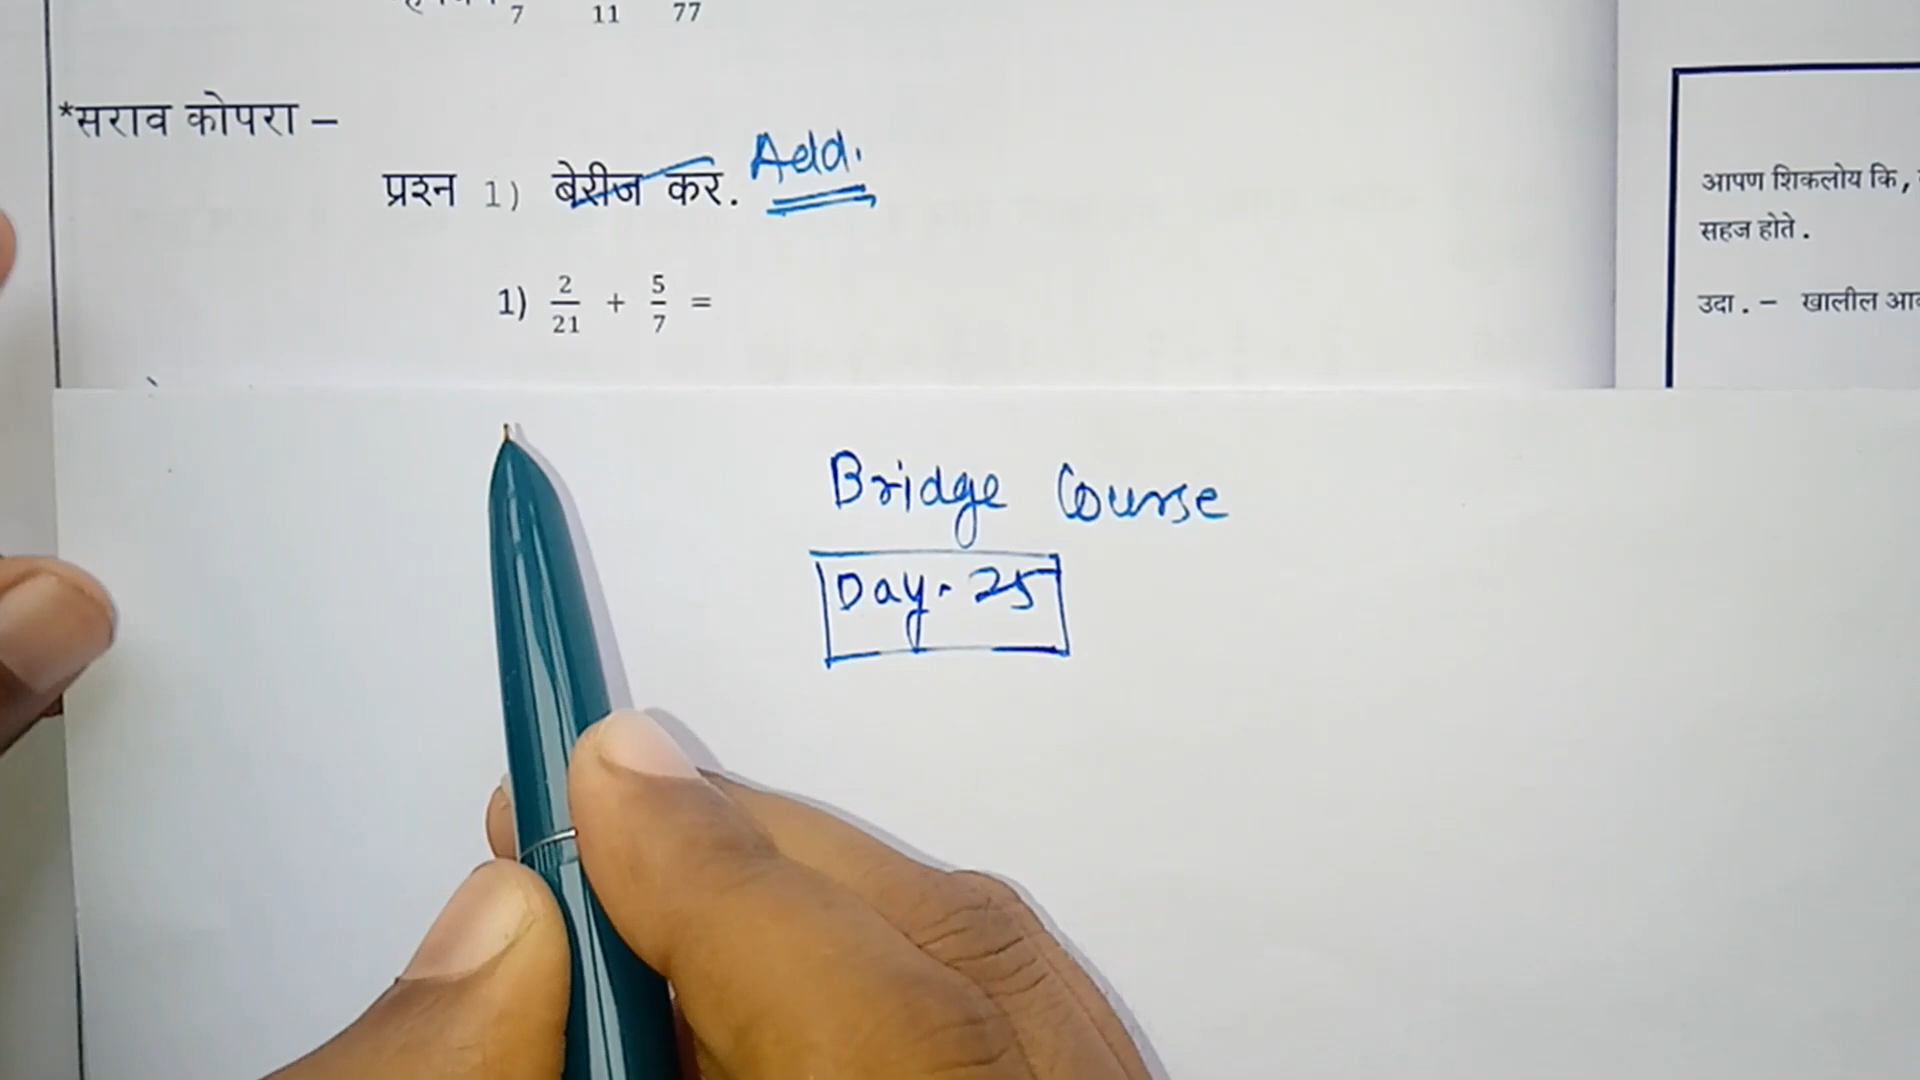 7 11 77
*सराव कोपरा –
प्रश्न 1) बेरीज कर. Add.
1) 2/21 + 5/7 =
Bridge Course
Day - 25
आपण शिकलोय कि,
सहज होते.
उदा. – खालील